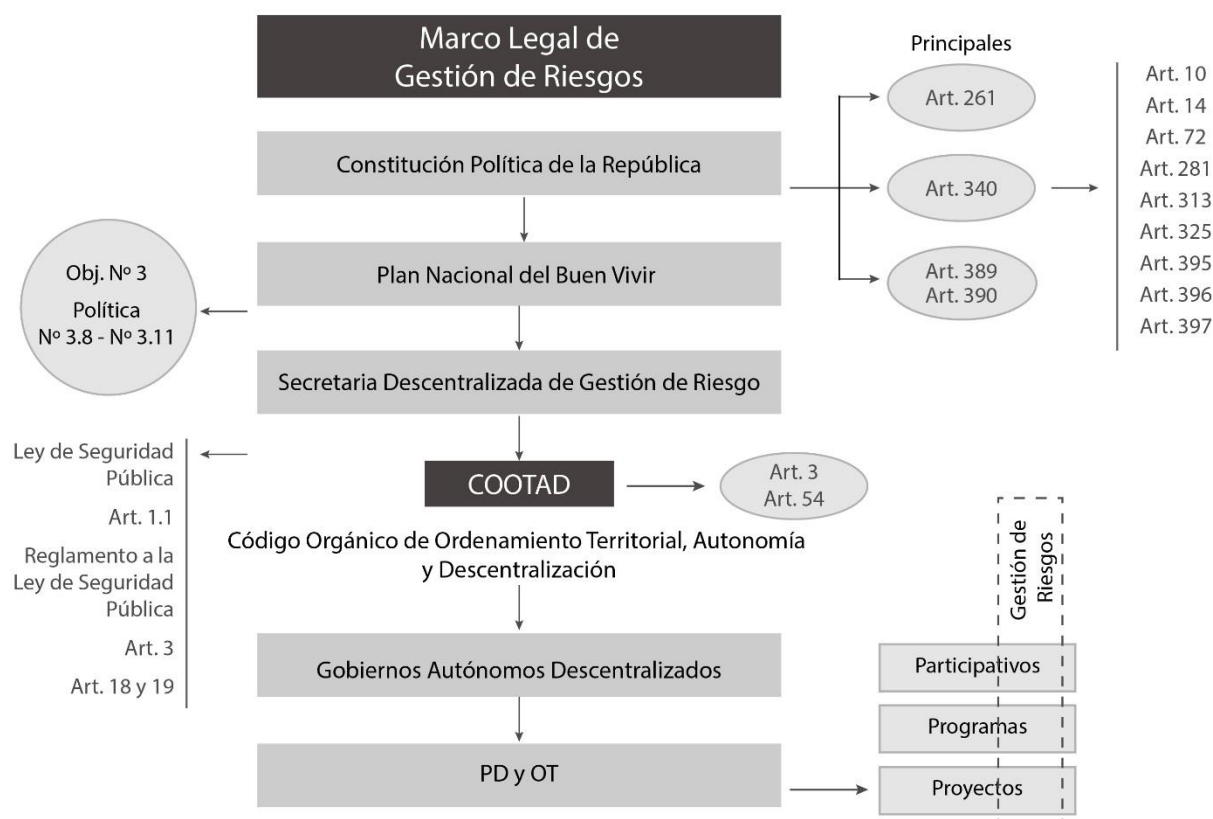 Marco Legal de
Gestión de Riesgos
Principales
Constitución Política de la República
Art. 261
Art. 340
Art. 389
Art. 390
Art. 10
Art. 14
Art. 72
Art. 281
Art. 313
Art. 325
Art. 395
Art. 396
Art. 397
Plan Nacional del Buen Vivir
Obj. Nº 3
Política
Nº 3.8 - Nº 3.11
Secretaria Descentralizada de Gestión de Riesgo
Ley de Seguridad
Pública
Art. 1.1
Reglamento a la
Ley de Seguridad
Pública
Art. 3
Art. 18 y 19
COOTAD
Art. 3
Art. 54
Código Orgánico de Ordenamiento Territorial, Autonomía
y Descentralización
Gobiernos Autónomos Descentralizados
PD y OT
Gestión de
Riesgos
Participativos
Programas
Proyectos